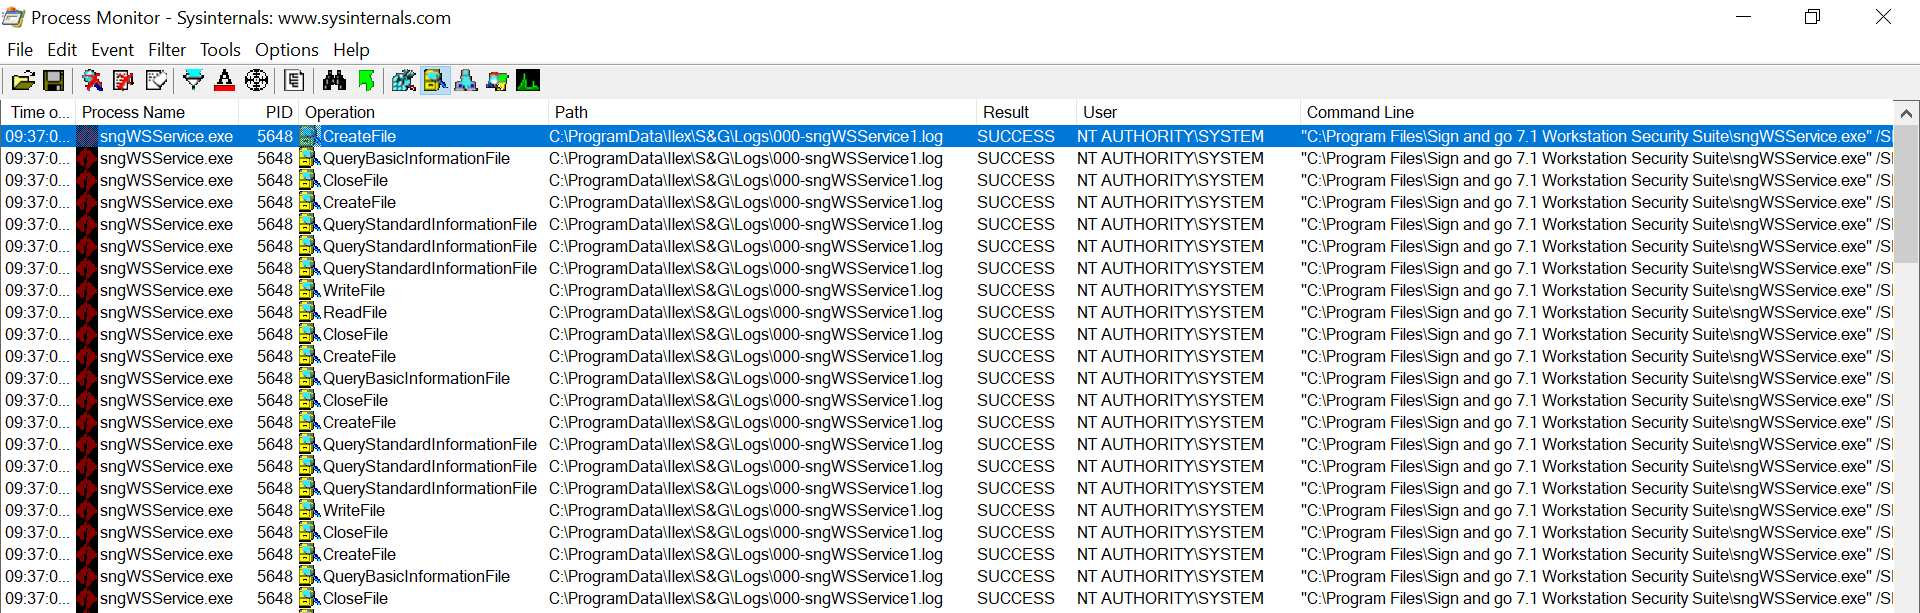 Process Monitor - Sysinternals: www.sysinternals.com
File Edit Event Filter Tools Options Help
Time o... Process Name PID Operation Path Result User Command Line
09:37:0... sngWSService.exe 5648 CreateFile C:\ProgramData\Ilex\S&G\Logs\000-sngWSService1.log SUCCESS NT AUTHORITY\SYSTEM "C:\Program Files\Sign and go 7.1 Workstation Security Suite\sngWSService.exe" /SI
09:37:0... sngWSService.exe 5648 QueryBasicInformationFile C:\ProgramData\Ilex\S&G\Logs\000-sngWSService1.log SUCCESS NT AUTHORITY\SYSTEM "C:\Program Files\Sign and go 7.1 Workstation Security Suite\sngWSService.exe" /SI
09:37:0... sngWSService.exe 5648 CloseFile C:\ProgramData\Ilex\S&G\Logs\000-sngWSService1.log SUCCESS NT AUTHORITY\SYSTEM "C:\Program Files\Sign and go 7.1 Workstation Security Suite\sngWSService.exe" /SI
09:37:0... sngWSService.exe 5648 CreateFile C:\ProgramData\Ilex\S&G\Logs\000-sngWSService1.log SUCCESS NT AUTHORITY\SYSTEM "C:\Program Files\Sign and go 7.1 Workstation Security Suite\sngWSService.exe" /SI
09:37:0... sngWSService.exe 5648 QueryStandardInformationFile C:\ProgramData\Ilex\S&G\Logs\000-sngWSService1.log SUCCESS NT AUTHORITY\SYSTEM "C:\Program Files\Sign and go 7.1 Workstation Security Suite\sngWSService.exe" /SI
09:37:0... sngWSService.exe 5648 QueryStandardInformationFile C:\ProgramData\Ilex\S&G\Logs\000-sngWSService1.log SUCCESS NT AUTHORITY\SYSTEM "C:\Program Files\Sign and go 7.1 Workstation Security Suite\sngWSService.exe" /SI
09:37:0... sngWSService.exe 5648 QueryStandardInformationFile C:\ProgramData\Ilex\S&G\Logs\000-sngWSService1.log SUCCESS NT AUTHORITY\SYSTEM "C:\Program Files\Sign and go 7.1 Workstation Security Suite\sngWSService.exe" /SI
09:37:0... sngWSService.exe 5648 WriteFile C:\ProgramData\Ilex\S&G\Logs\000-sngWSService1.log SUCCESS NT AUTHORITY\SYSTEM "C:\Program Files\Sign and go 7.1 Workstation Security Suite\sngWSService.exe" /SI
09:37:0... sngWSService.exe 5648 ReadFile C:\ProgramData\Ilex\S&G\Logs\000-sngWSService1.log SUCCESS NT AUTHORITY\SYSTEM "C:\Program Files\Sign and go 7.1 Workstation Security Suite\sngWSService.exe" /SI
09:37:0... sngWSService.exe 5648 CloseFile C:\ProgramData\Ilex\S&G\Logs\000-sngWSService1.log SUCCESS NT AUTHORITY\SYSTEM "C:\Program Files\Sign and go 7.1 Workstation Security Suite\sngWSService.exe" /SI
09:37:0... sngWSService.exe 5648 CreateFile C:\ProgramData\Ilex\S&G\Logs\000-sngWSService1.log SUCCESS NT AUTHORITY\SYSTEM "C:\Program Files\Sign and go 7.1 Workstation Security Suite\sngWSService.exe" /SI
09:37:0... sngWSService.exe 5648 QueryBasicInformationFile C:\ProgramData\Ilex\S&G\Logs\000-sngWSService1.log SUCCESS NT AUTHORITY\SYSTEM "C:\Program Files\Sign and go 7.1 Workstation Security Suite\sngWSService.exe" /SI
09:37:0... sngWSService.exe 5648 CloseFile C:\ProgramData\Ilex\S&G\Logs\000-sngWSService1.log SUCCESS NT AUTHORITY\SYSTEM "C:\Program Files\Sign and go 7.1 Workstation Security Suite\sngWSService.exe" /SI
09:37:0... sngWSService.exe 5648 CreateFile C:\ProgramData\Ilex\S&G\Logs\000-sngWSService1.log SUCCESS NT AUTHORITY\SYSTEM "C:\Program Files\Sign and go 7.1 Workstation Security Suite\sngWSService.exe" /SI
09:37:0... sngWSService.exe 5648 QueryStandardInformationFile C:\ProgramData\Ilex\S&G\Logs\000-sngWSService1.log SUCCESS NT AUTHORITY\SYSTEM "C:\Program Files\Sign and go 7.1 Workstation Security Suite\sngWSService.exe" /SI
09:37:0... sngWSService.exe 5648 QueryStandardInformationFile C:\ProgramData\Ilex\S&G\Logs\000-sngWSService1.log SUCCESS NT AUTHORITY\SYSTEM "C:\Program Files\Sign and go 7.1 Workstation Security Suite\sngWSService.exe" /SI
09:37:0... sngWSService.exe 5648 QueryStandardInformationFile C:\ProgramData\Ilex\S&G\Logs\000-sngWSService1.log SUCCESS NT AUTHORITY\SYSTEM "C:\Program Files\Sign and go 7.1 Workstation Security Suite\sngWSService.exe" /SI
09:37:0... sngWSService.exe 5648 WriteFile C:\ProgramData\Ilex\S&G\Logs\000-sngWSService1.log SUCCESS NT AUTHORITY\SYSTEM "C:\Program Files\Sign and go 7.1 Workstation Security Suite\sngWSService.exe" /SI
09:37:0... sngWSService.exe 5648 CloseFile C:\ProgramData\Ilex\S&G\Logs\000-sngWSService1.log SUCCESS NT AUTHORITY\SYSTEM "C:\Program Files\Sign and go 7.1 Workstation Security Suite\sngWSService.exe" /SI
09:37:0... sngWSService.exe 5648 CreateFile C:\ProgramData\Ilex\S&G\Logs\000-sngWSService1.log SUCCESS NT AUTHORITY\SYSTEM "C:\Program Files\Sign and go 7.1 Workstation Security Suite\sngWSService.exe" /SI
09:37:0... sngWSService.exe 5648 QueryBasicInformationFile C:\ProgramData\Ilex\S&G\Logs\000-sngWSService1.log SUCCESS NT AUTHORITY\SYSTEM "C:\Program Files\Sign and go 7.1 Workstation Security Suite\sngWSService.exe" /SI
09:37:0... sngWSService.exe 5648 CloseFile C:\ProgramData\Ilex\S&G\Logs\000-sngWSService1.log SUCCESS NT AUTHORITY\SYSTEM "C:\Program Files\Sign and go 7.1 Workstation Security Suite\sngWSService.exe" /SI